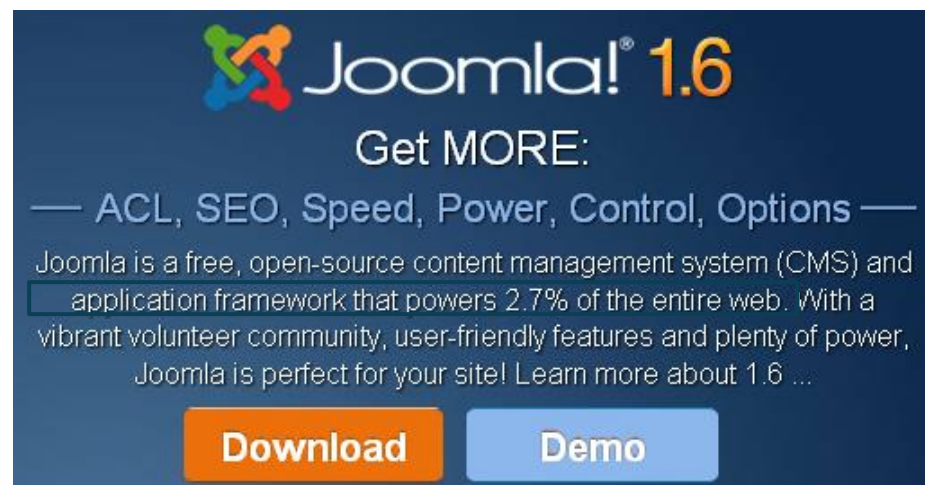 Joomla!® 1.6
Get MORE:
ACL, SEO, Speed, Power, Control, Options
Joomla is a free, open-source content management system (CMS) and
application framework that powers 2.7% of the entire web. With a
vibrant volunteer community, user-friendly features and plenty of power,
Joomla is perfect for your site! Learn more about 1.6 ...
Download Demo